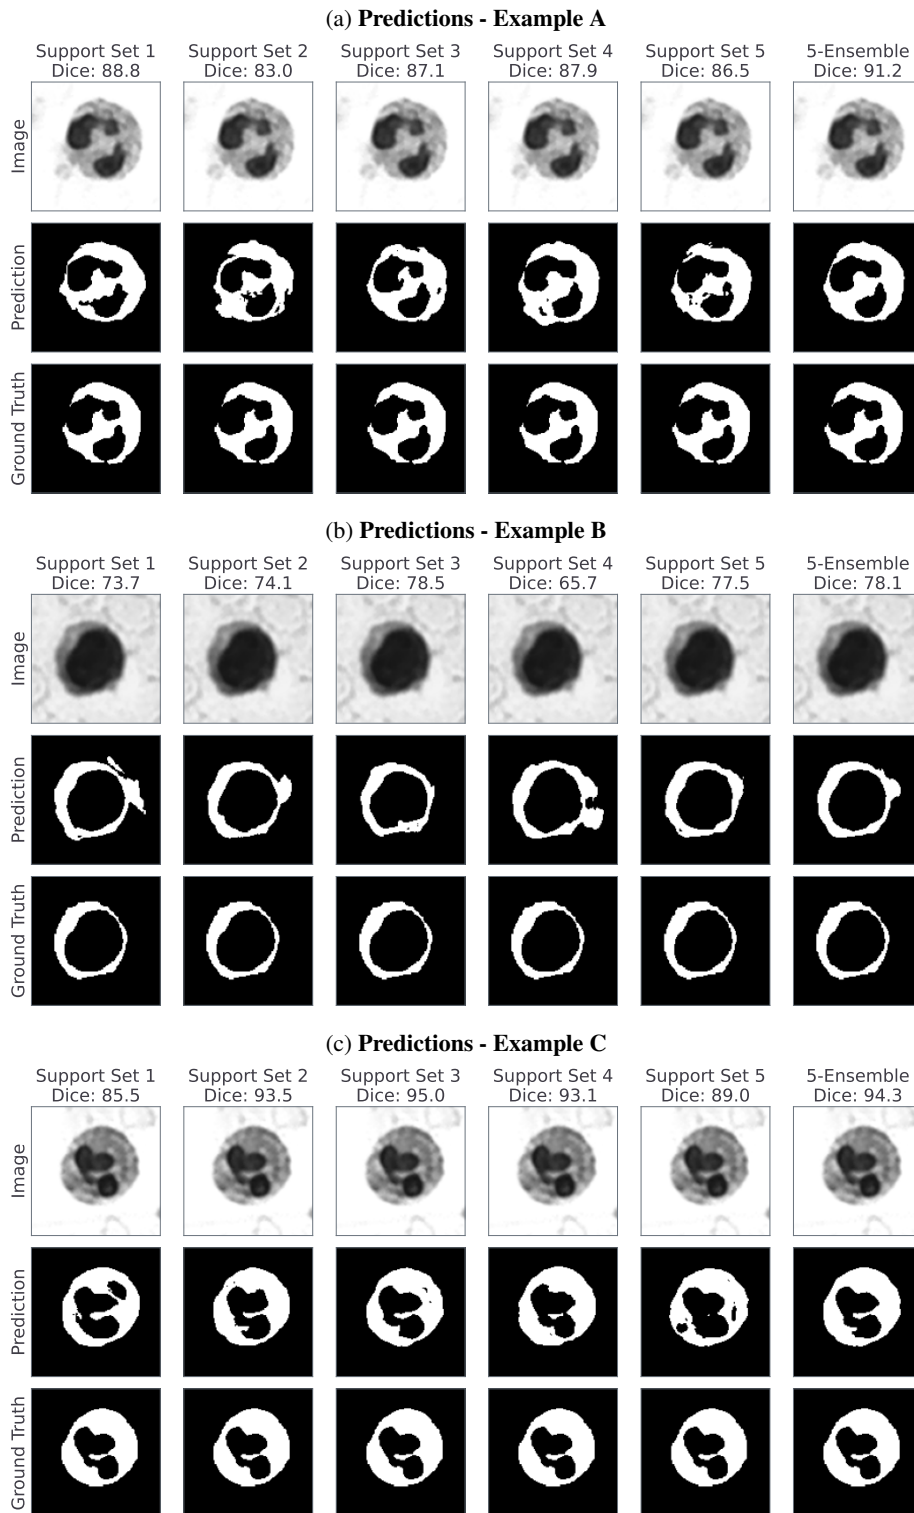 (a) Predictions - Example A
Support Set 1 Support Set 2 Support Set 3 Support Set 4 Support Set 5 5-Ensemble
Dice: 88.8 Dice: 83.0 Dice: 87.1 Dice: 87.9 Dice: 86.5 Dice: 91.2
Image
Prediction
Ground Truth
(b) Predictions - Example B
Support Set 1 Support Set 2 Support Set 3 Support Set 4 Support Set 5 5-Ensemble
Dice: 73.7 Dice: 74.1 Dice: 78.5 Dice: 65.7 Dice: 77.5 Dice: 78.1
Image
Prediction
Ground Truth
(c) Predictions - Example C
Support Set 1 Support Set 2 Support Set 3 Support Set 4 Support Set 5 5-Ensemble
Dice: 85.5 Dice: 93.5 Dice: 95.0 Dice: 93.1 Dice: 89.0 Dice: 94.3
Image
Prediction
Ground Truth